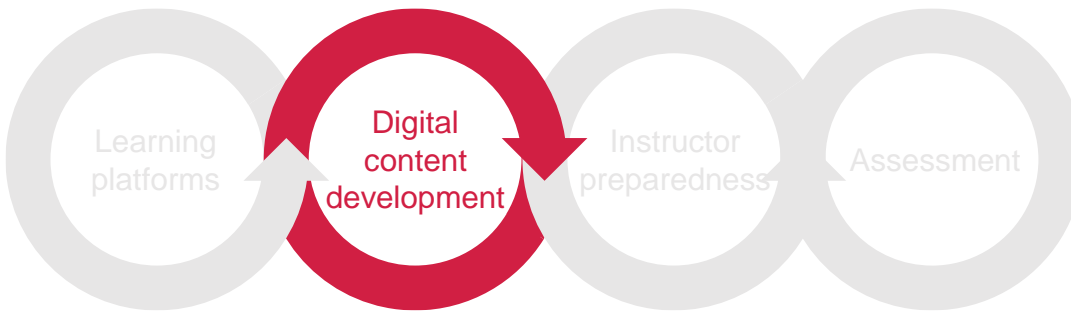 Learning
platforms
Digital
content
development
Instructor
preparedness
Assessment